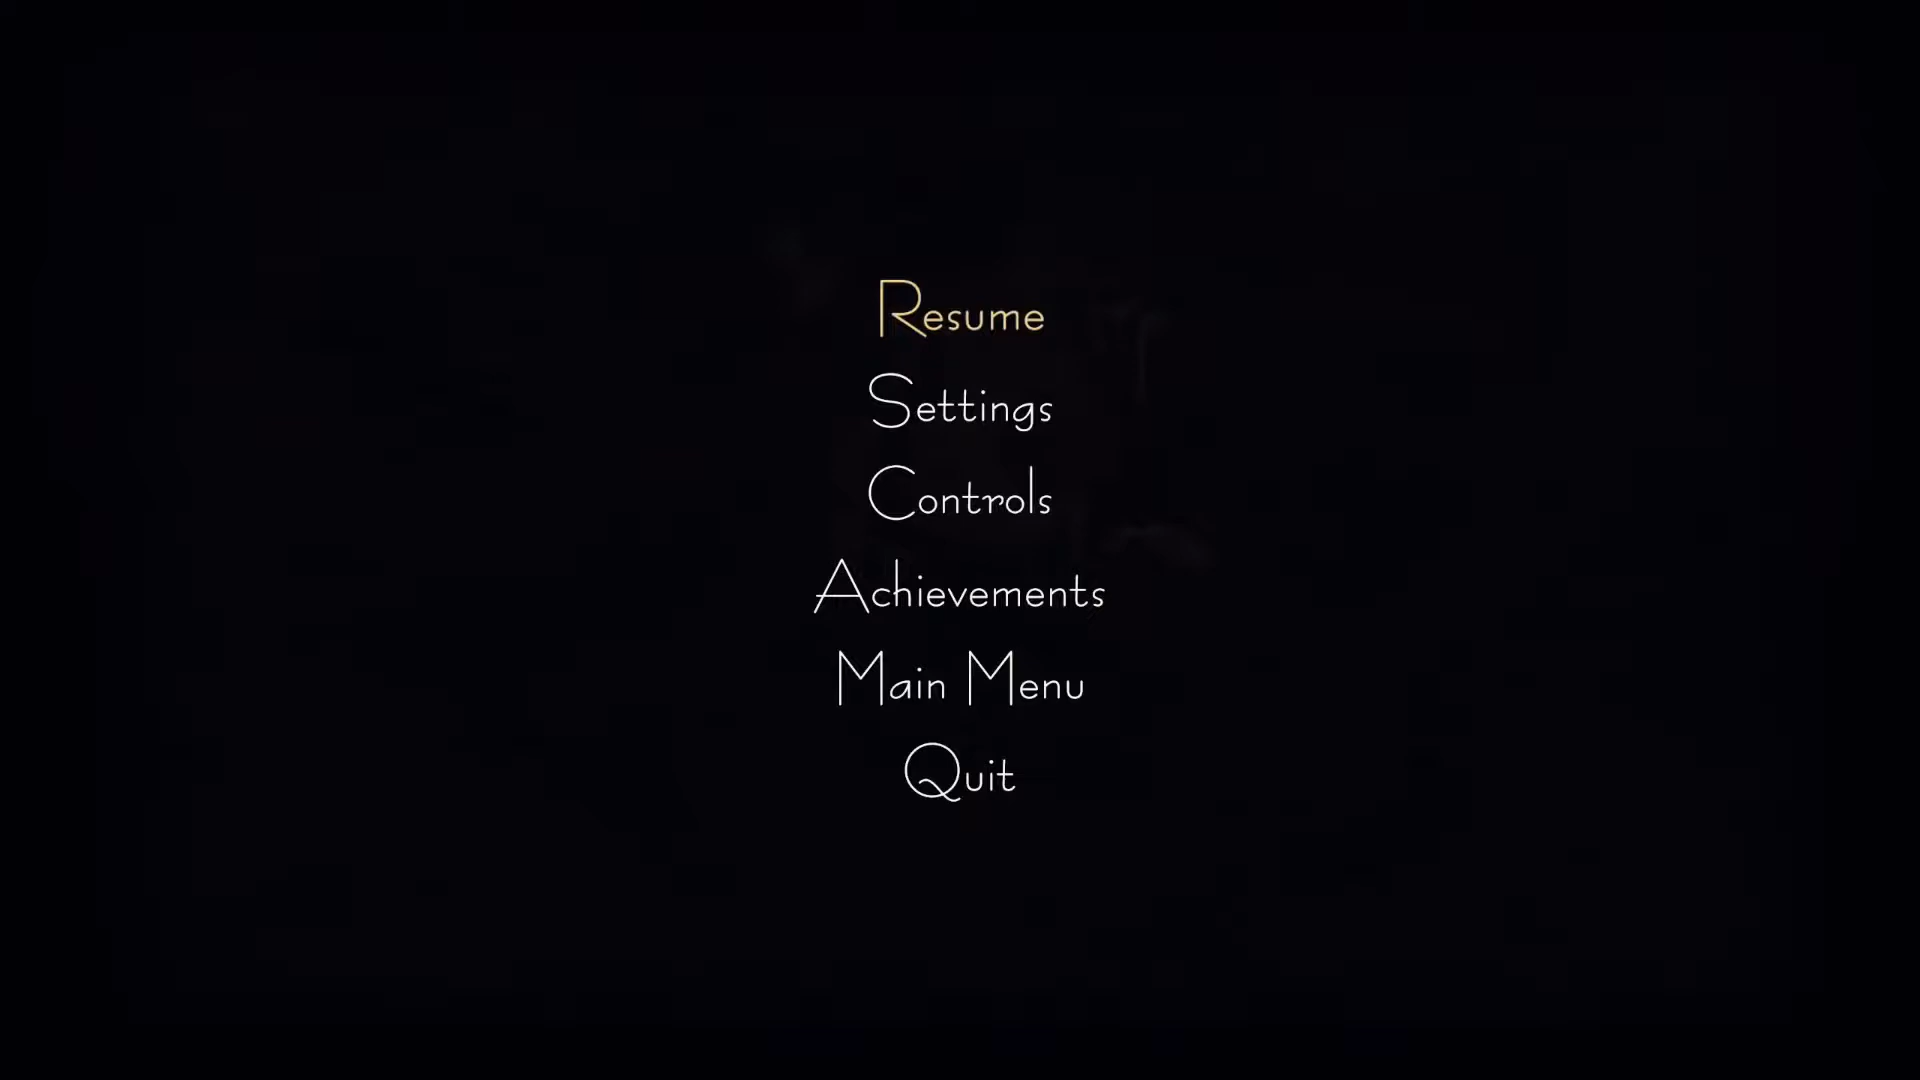 Resume
Settings
Controls
Achievements
Main Menu
Quit